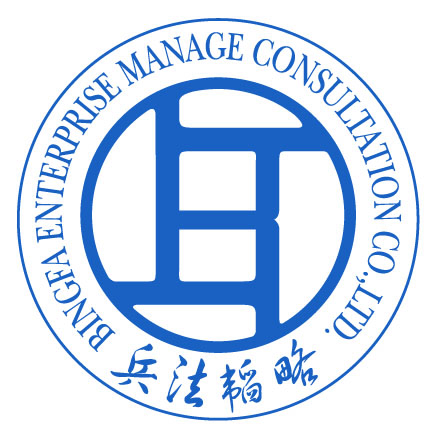 BINGFA ENTERPRISE MANAGE CONSULTATION CO.,LTD.
兵法韬略